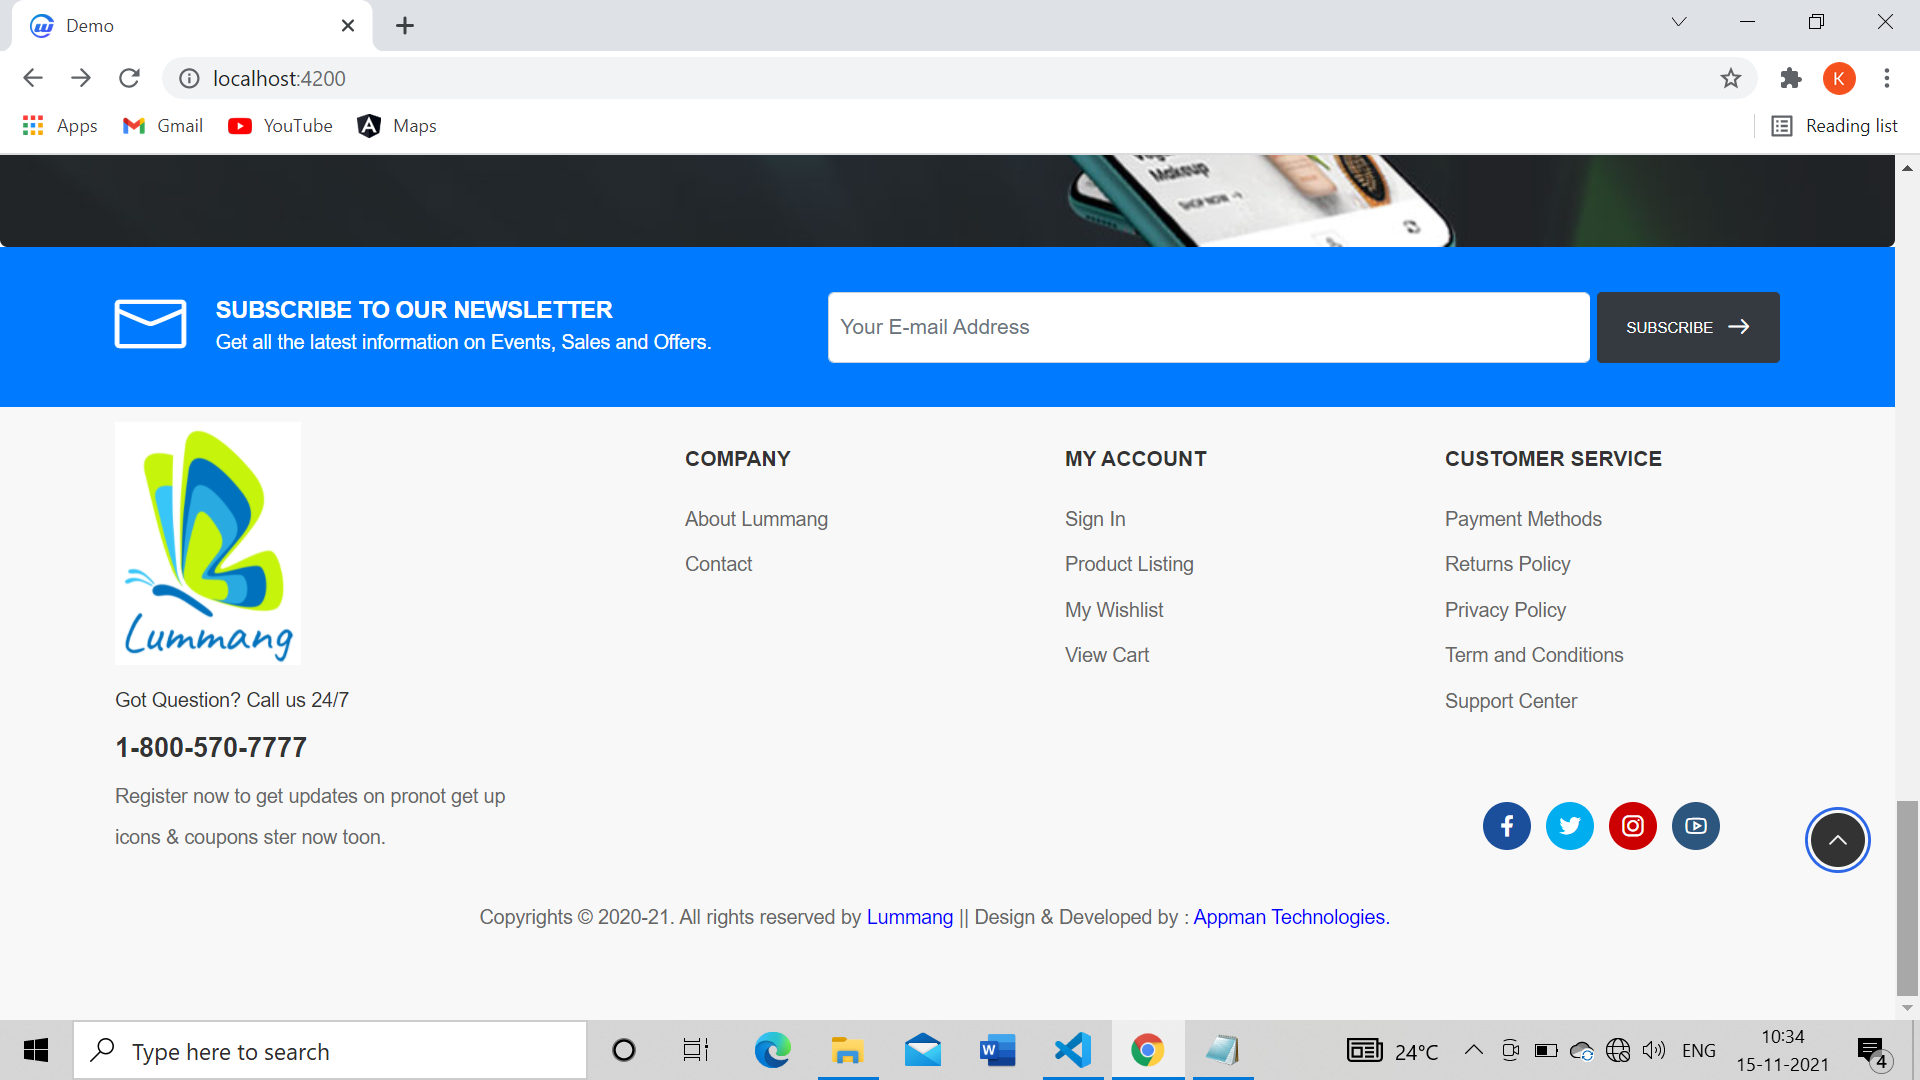 Demo
localhost:4200
Apps
Gmail
YouTube
Maps
Reading list
Makeup
SHOP NOW
SUBSCRIBE TO OUR NEWSLETTER
Get all the latest information on Events, Sales and Offers.
Your E-mail Address
SUBSCRIBE
Lummang
Got Question? Call us 24/7
1-800-570-7777
Register now to get updates on pronot get up
icons & coupons ster now toon.
COMPANY
About Lummang
Contact
MY ACCOUNT
Sign In
Product Listing
My Wishlist
View Cart
CUSTOMER SERVICE
Payment Methods
Returns Policy
Privacy Policy
Term and Conditions
Support Center
Copyrights © 2020-21. All rights reserved by Lummang || Design & Developed by : Appman Technologies.
Type here to search
24°C
ENG
10:34
15-11-2021
4
K